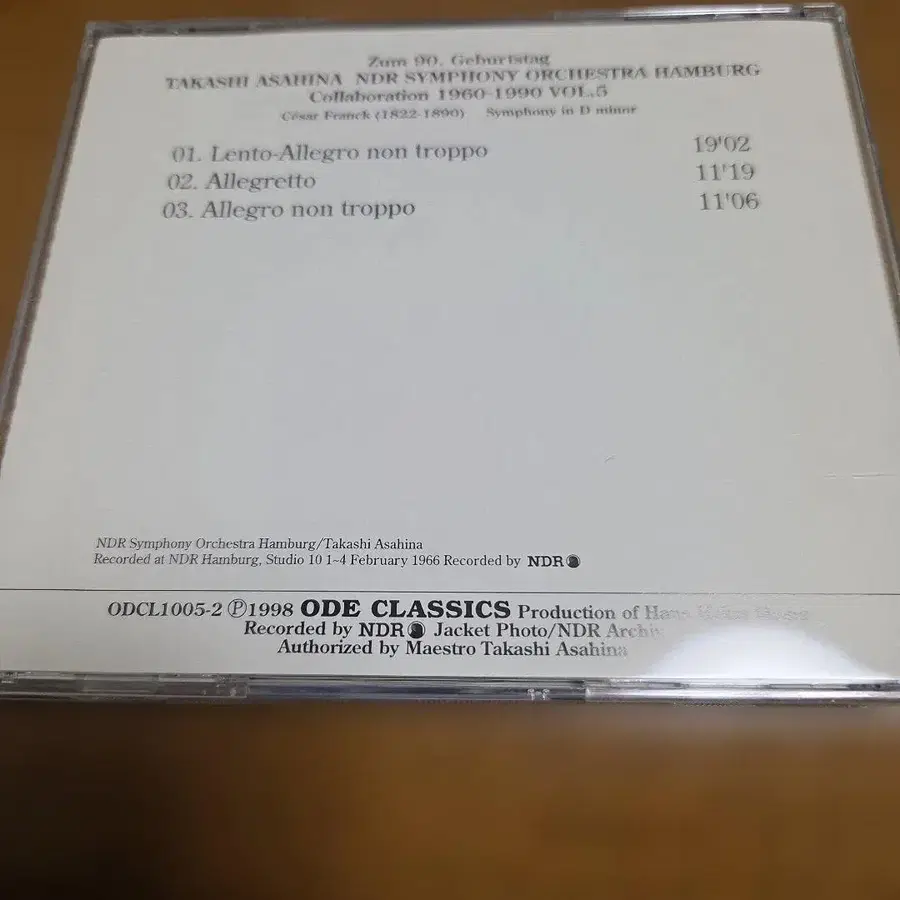 Zum 90. Geburtstag
TAKASHI ASAHINA NDR SYMPHONY ORCHESTRA HAMBURG
Collaboration 1960-1990 VOL.5
César Franck (1822-1890) Symphony in D minor
01. Lento-Allegro non troppo 19'02
02. Allegretto 11'19
03. Allegro non troppo 11'06
NDR Symphony Orchestra Hamburg/Takashi Asahina
Recorded at NDR Hamburg, Studio 10 1~4 February 1966 Recorded by NDR
ODCL1005-2 Ⓟ1998 ODE CLASSICS Production of
Recorded by NDR Jacket Photo/NDR Archiv
Authorized by Maestro Takashi Asahina